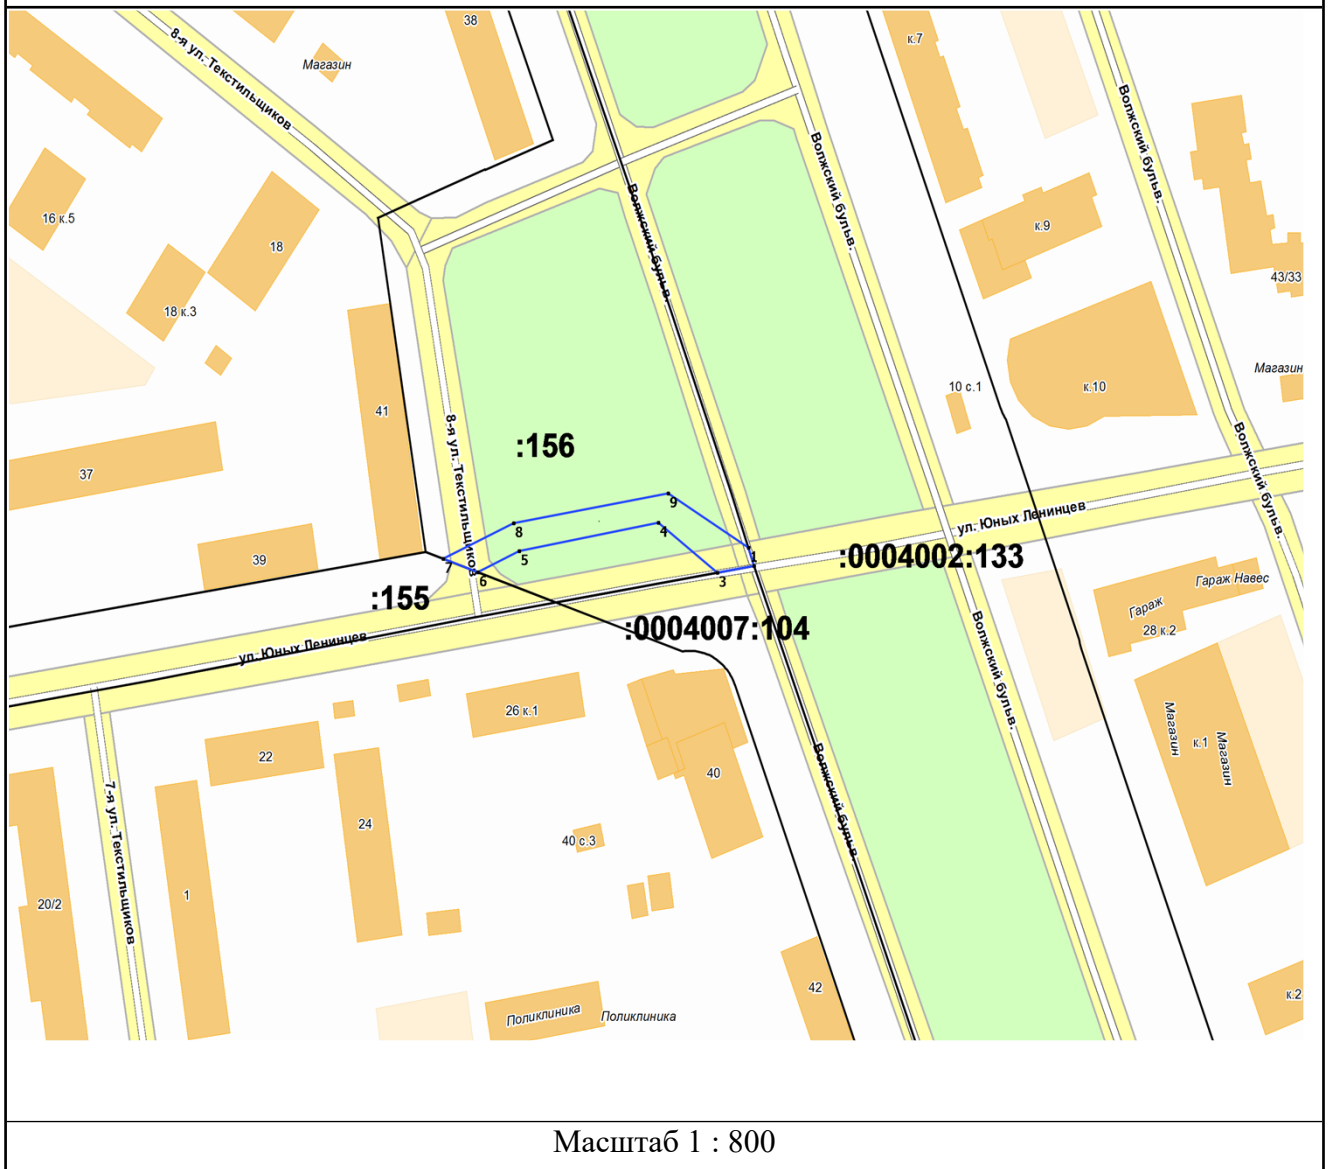 38
к.7
8-я ул. Текстильщиков
Магазин
Волжский бульв.
Волжский бульв.
Волжский бульв.
16 к.5
18
к.9
18 к.3
43/33
Магазин
10 с.1
к.10
41
8-я ул. Текстильщиков
:156
37
Волжский бульв.
9
8
4
ул. Юных Ленинцев
39
5
1
7
6
3
:0004002:133
Гараж Навес
:155
Гараж
:0004007:104
28 к.2
ул. Юных Ленинцев
Волжский бульв.
26 к.1
22
Магазин
к.1
Магазин
40
Волжский бульв.
7-я ул. Текстильщиков
24
40 с.3
1
20/2
42
к.2
Поликлиника
Поликлиника
Масштаб 1 : 800